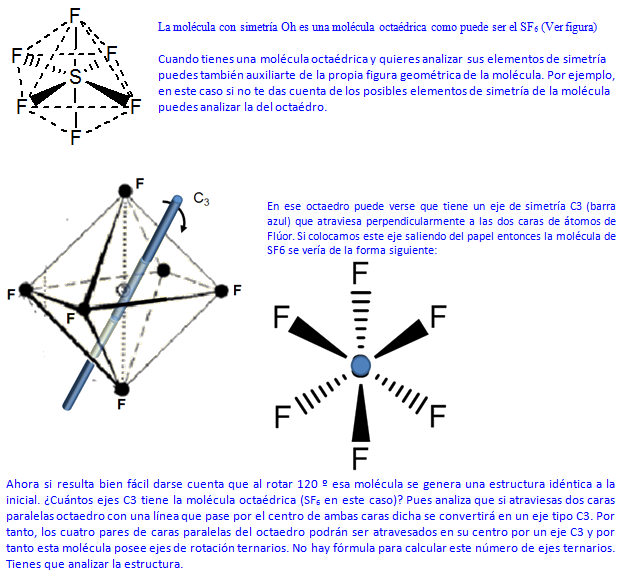 F
F
F
S
F
F
F
La molécula con simetría Oh es una molécula octaédrica como puede ser el SF₆ (Ver figura)
Cuando tienes una molécula octaédrica y quieres analizar sus elementos de simetría
puedes también auxiliarte de la propia figura geométrica de la molécula. Por ejemplo,
en este caso si no te das cuenta de los posibles elementos de simetría de la molécula
puedes analizar la del octaédro.
F
C₃
F
F
F
F
En ese octaedro puede verse que tiene un eje de simetría C3 (barra
azul) que atraviesa perpendicularmente a las dos caras de átomos de
Flúor. Si colocamos este eje saliendo del papel entonces la molécula de
SF6 se vería de la forma siguiente:
F
F
F
F
F
F
Ahora si resulta bien fácil darse cuenta que al rotar 120 º esa molécula se genera una estructura idéntica a la
inicial. ¿Cuántos ejes C3 tiene la molécula octaédrica (SF₆ en este caso)? Pues analiza que si atraviesas dos caras
paralelas octaedro con una línea que pase por el centro de ambas caras dicha se convertirá en un eje tipo C3. Por
tanto, los cuatro pares de caras paralelas del octaedro podrán ser atravesados en su centro por un eje C3 y por
tanto esta molécula posee ejes de rotación ternarios. No hay fórmula para calcular este número de ejes ternarios.
Tienes que analizar la estructura.